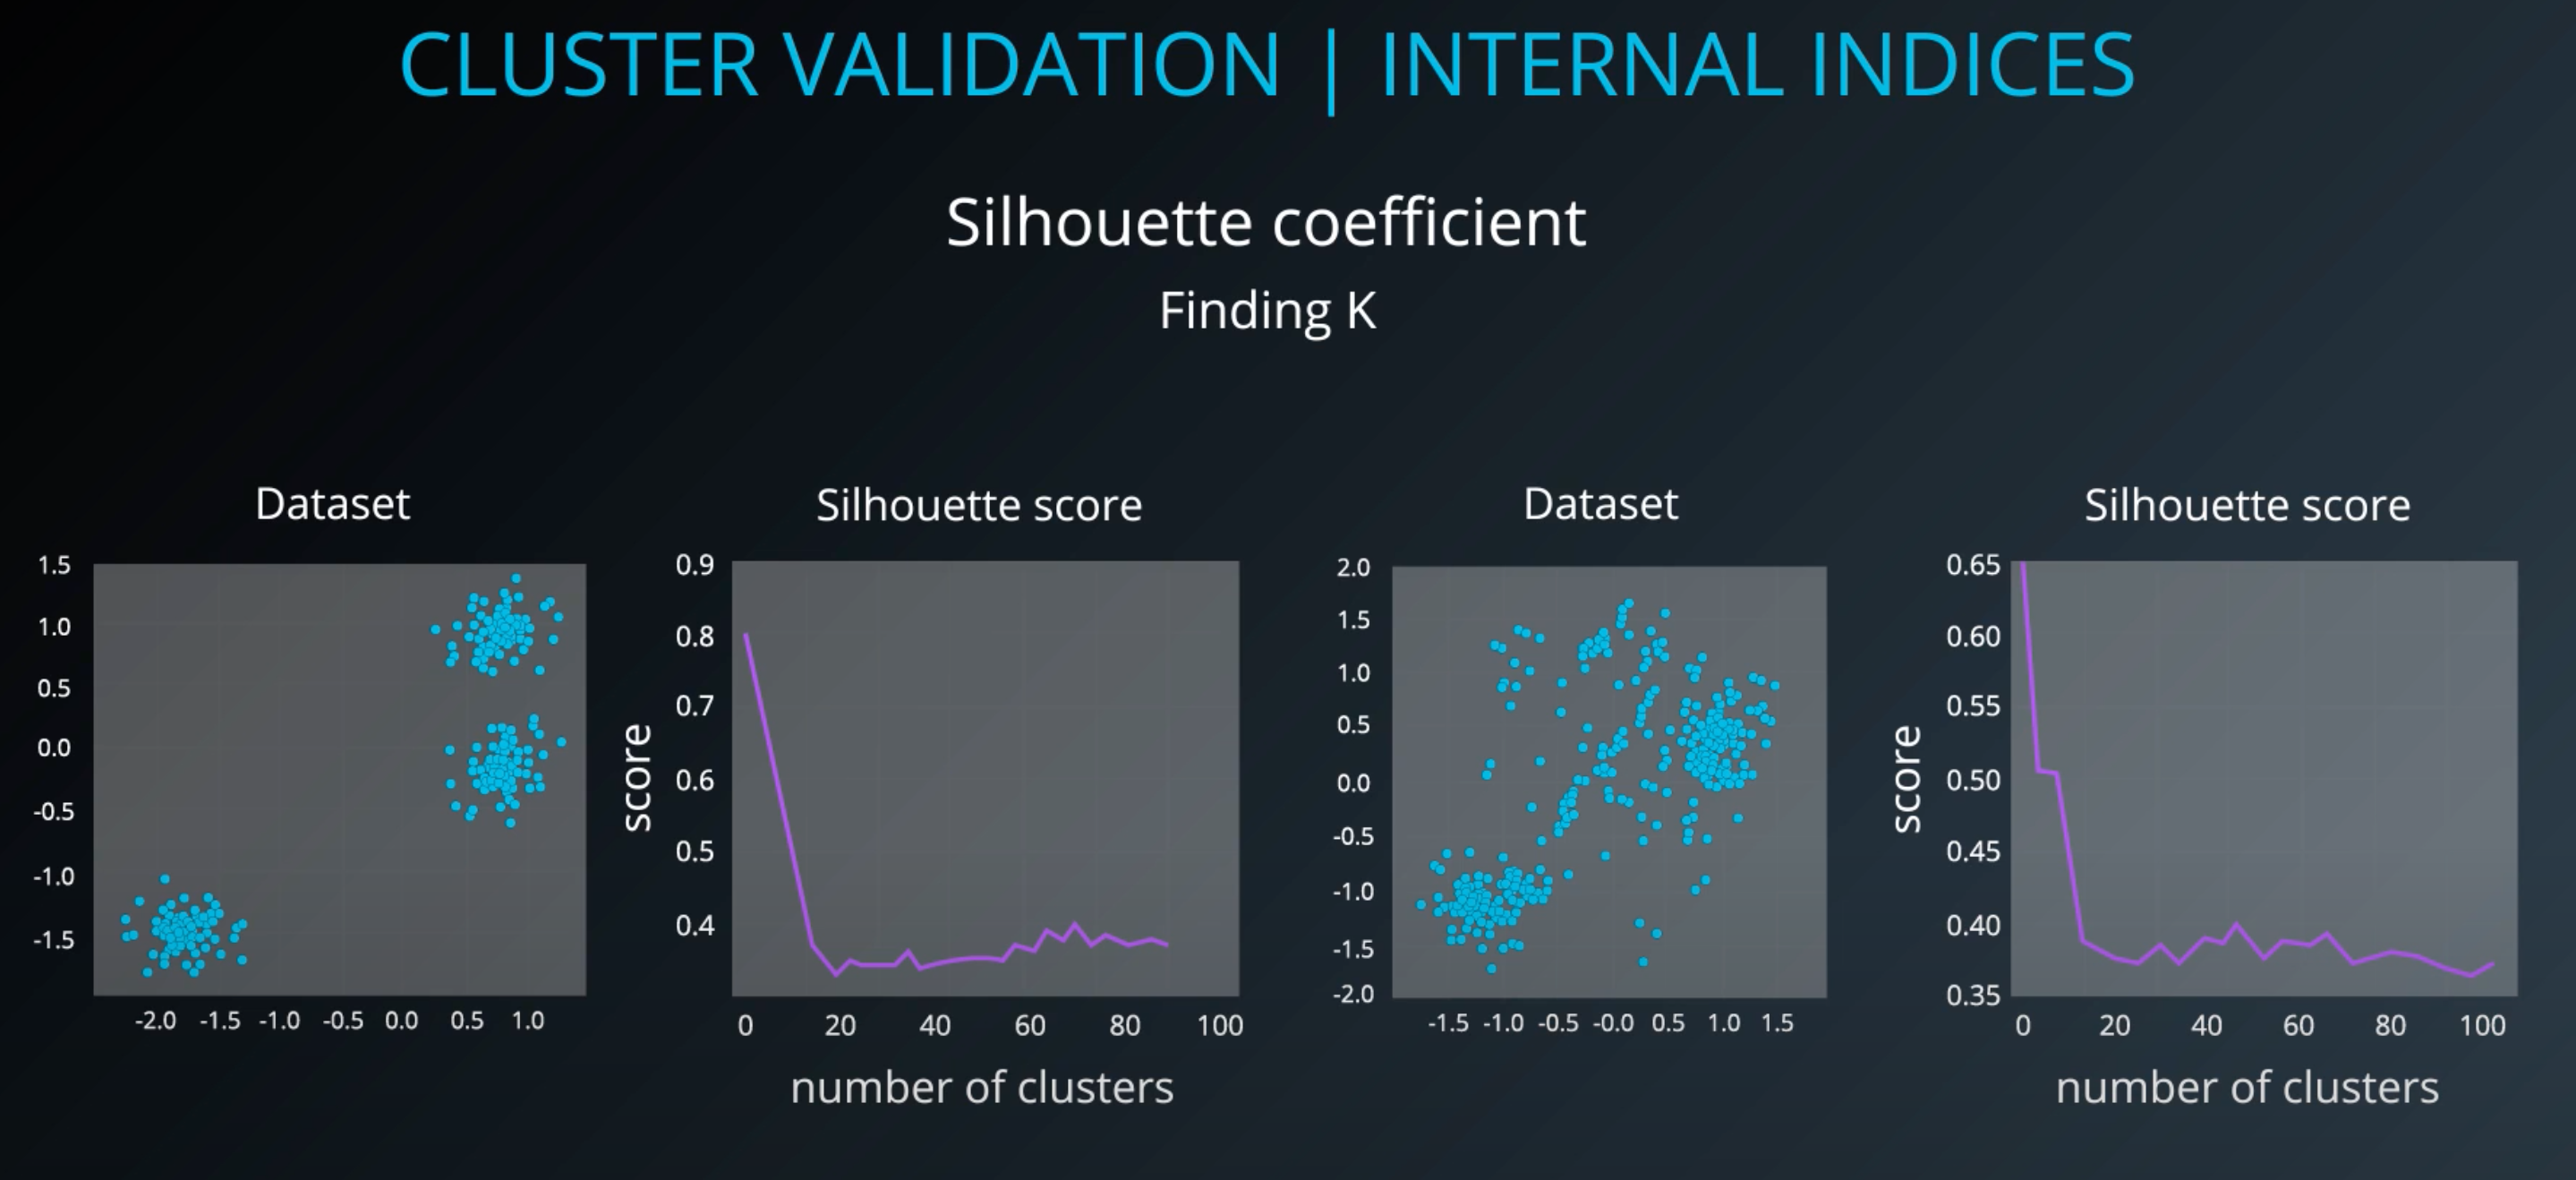 CLUSTER VALIDATION | INTERNAL INDICES
Silhouette coefficient
Finding K
Dataset
1.5
1.0
0.5
0.0
-0.5
-1.0
-1.5
-2.0 -1.5 -1.0 -0.5 0.0 0.5 1.0
Silhouette score
score
0.9
0.8
0.7
0.6
0.5
0.4
0 20 40 60 80 100
number of clusters
Dataset
2.0
1.5
1.0
0.5
0.0
-0.5
-1.0
-1.5
-2.0
-1.5 -1.0 -0.5 -0.0 0.5 1.0 1.5
Silhouette score
score
0.65
0.60
0.55
0.50
0.45
0.40
0.35
0 20 40 60 80 100
number of clusters